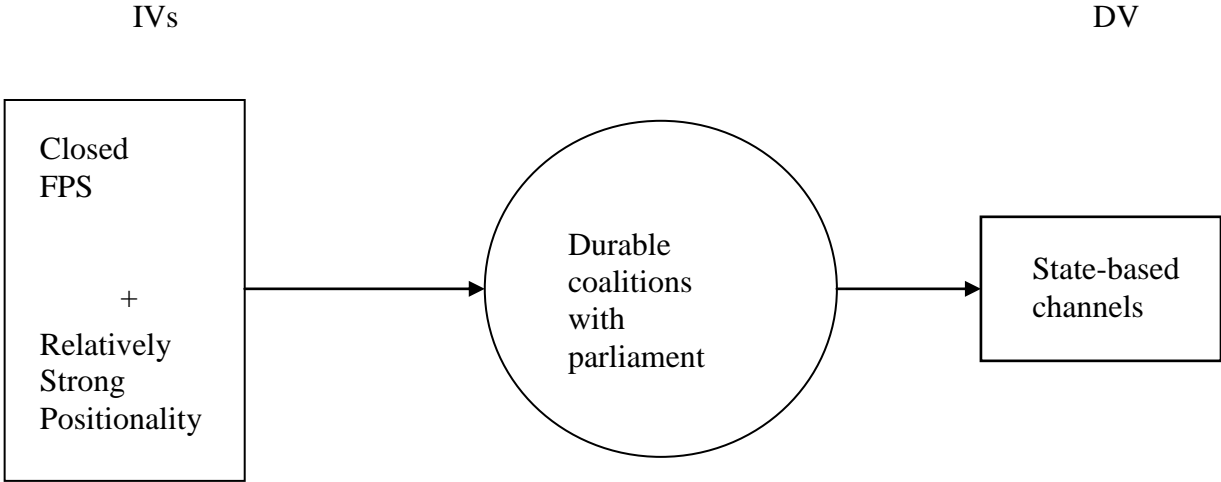 IVs
DV
Closed
FPS
+
Relatively
Strong
Positionality
Durable
coalitions
with
parliament
State-based
channels